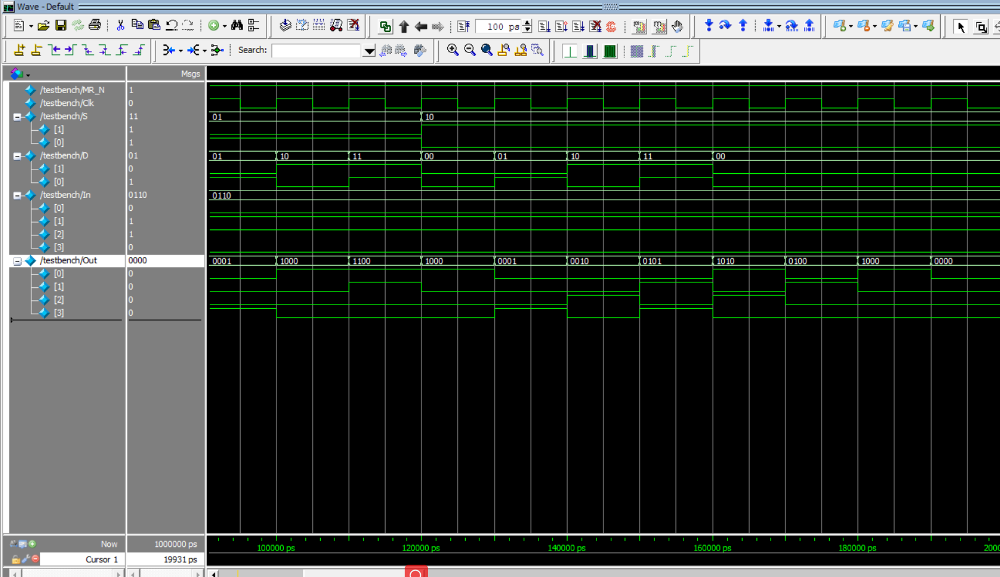 Wave - Default
100 ps
Search:
Msgs
/testbench/MR_N 1
/testbench/Clk 0
/testbench/S 11 01 10
[1] 1
[0] 1
/testbench/D 01 01 10 11 00 01 10 11 00
[1] 0
[0] 1
/testbench/In 0110 0110
[0] 0
[1] 1
[2] 1
[3] 0
/testbench/Out 0000 0001 1000 1100 1000 0001 0010 0101 1010 0100 1000 0000
[0] 0
[1] 0
[2] 0
[3] 0
Now 1000000 ps 100000 ps 120000 ps 140000 ps 160000 ps 180000 ps
Cursor 1 19931 ps